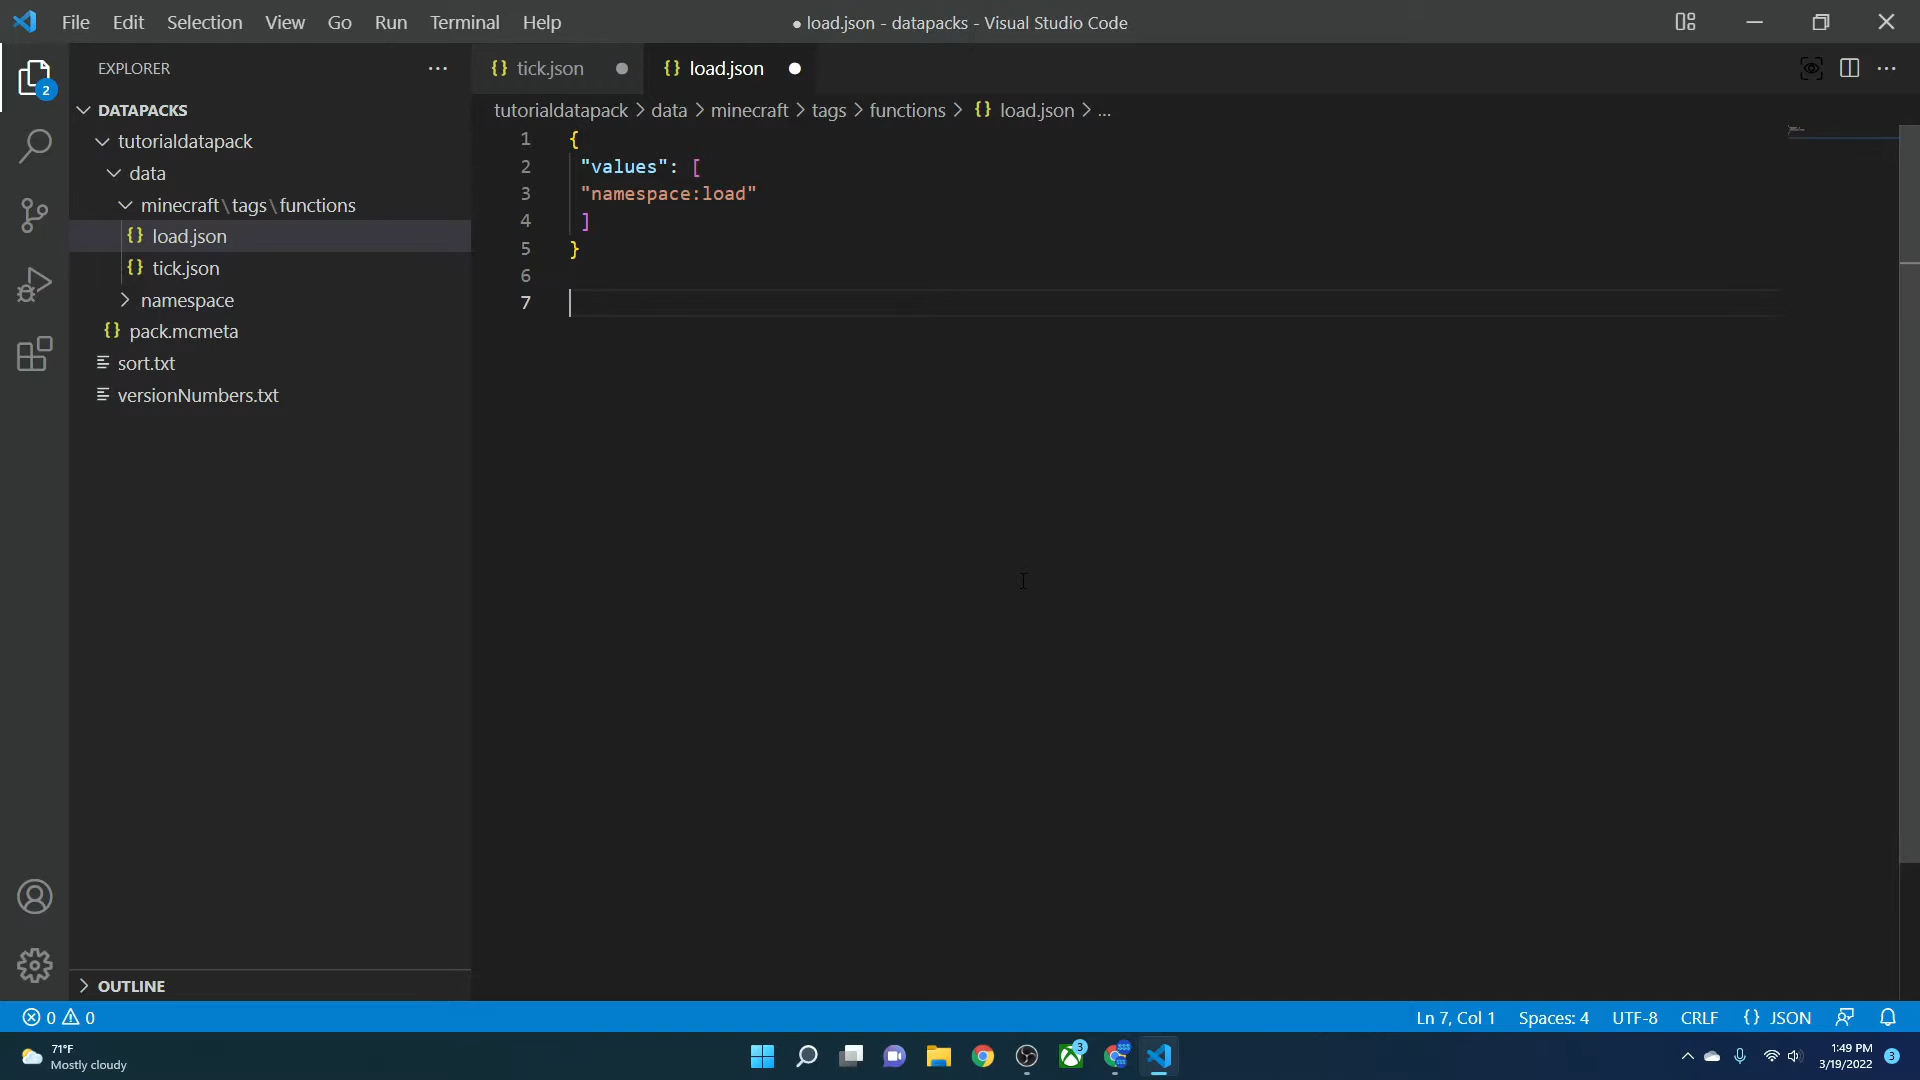 File Edit Selection View Go Run Terminal Help
● load.json - datapacks - Visual Studio Code
EXPLORER
2
DATAPACKS
tutorialdatapack
data
minecraft\tags\functions
{} load.json
{} tick.json
namespace
{} pack.mcmeta
sort.txt
versionNumbers.txt
OUTLINE
{} tick.json ●
{} load.json ●
tutorialdatapack > data > minecraft > tags > functions > {} load.json > ...
1 {
2 "values": [
3 "namespace:load"
4 ]
5 }
6
7
0 0
Ln 7, Col 1 Spaces: 4 UTF-8 CRLF {} JSON
71°F
Mostly cloudy
3
1:49 PM
3/19/2022
3